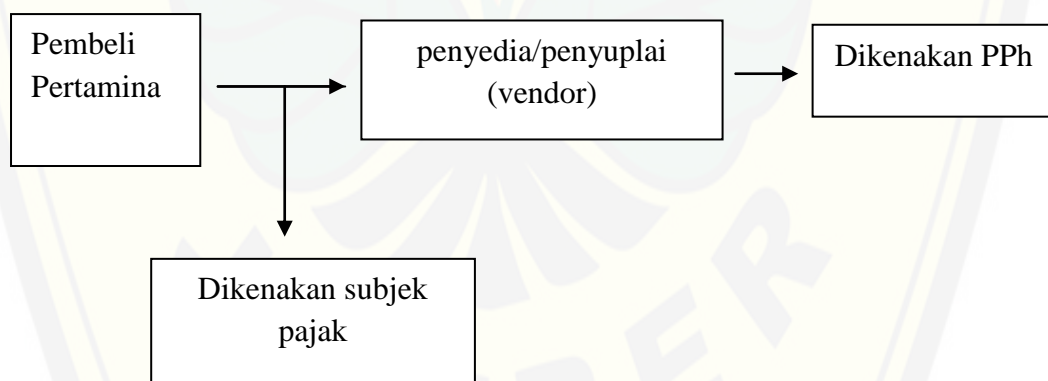 Pembeli
Pertamina
penyedia/penyuplai
(vendor)
Dikenakan PPh
Dikenakan subjek
pajak